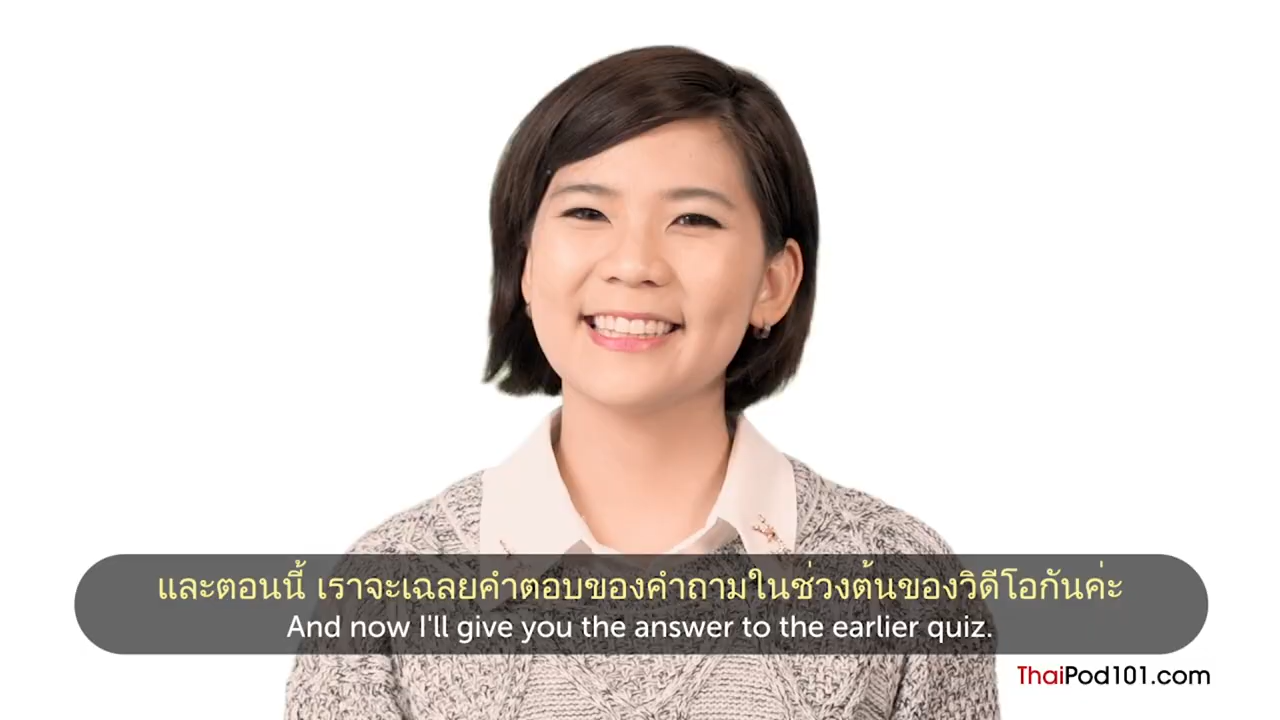 และตอนนี้ เราจะเฉลยคำตอบของคำถามในช่วงต้นของวิดีโอกันค่ะ
And now I'll give you the answer to the earlier quiz.
ThaiPod101.com